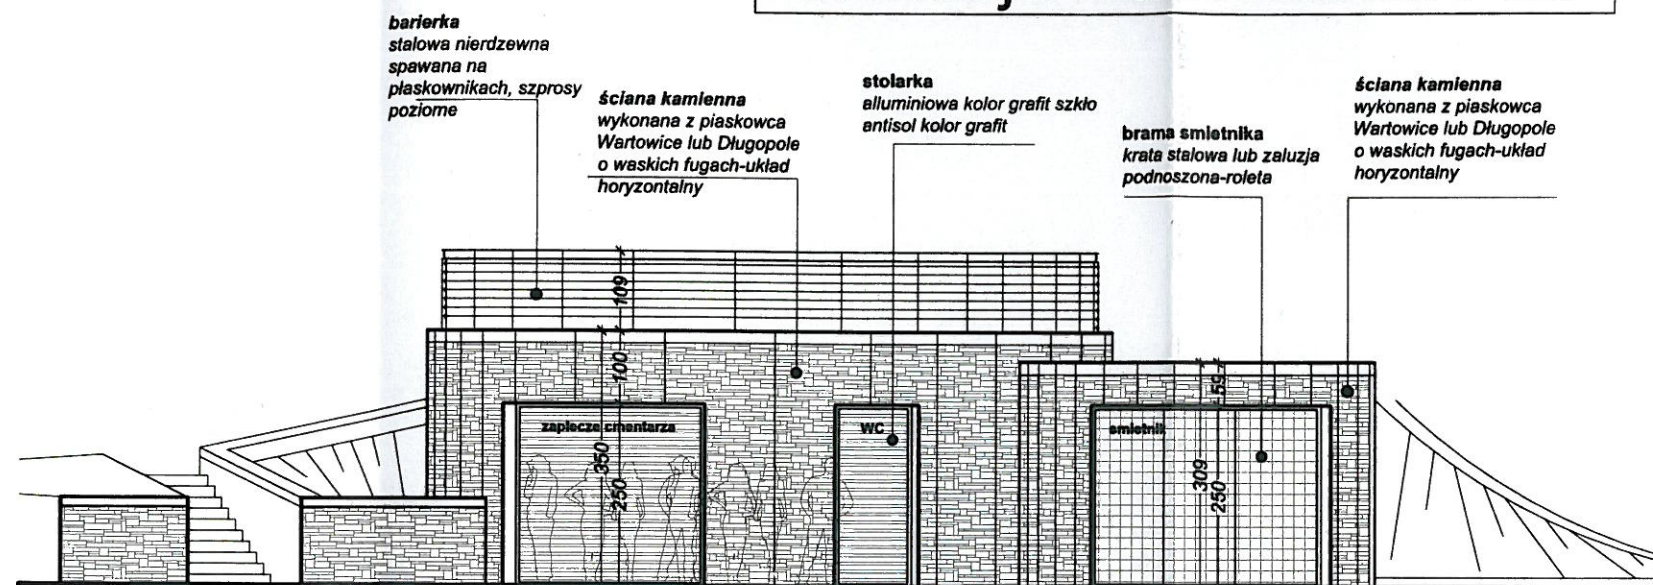 barierka
stalowa nierdzewna
spawana na
płaskownikach, szprosy
poziome
ściana kamienna
wykonana z piaskowca
Wartowice lub Długopole
o waskich fugach-układ
horyzontalny
stolarka
alluminiowa kolor grafit szkło
antisol kolor grafit
brama smietnika
krata stalowa lub zaluzja
podnoszona-roleta
ściana kamienna
wykonana z piaskowca
Wartowice lub Długopole
o waskich fugach-układ
horyzontalny
109
100
350
250
59
309
250
zaplecze cmentarza
WC
smietnik